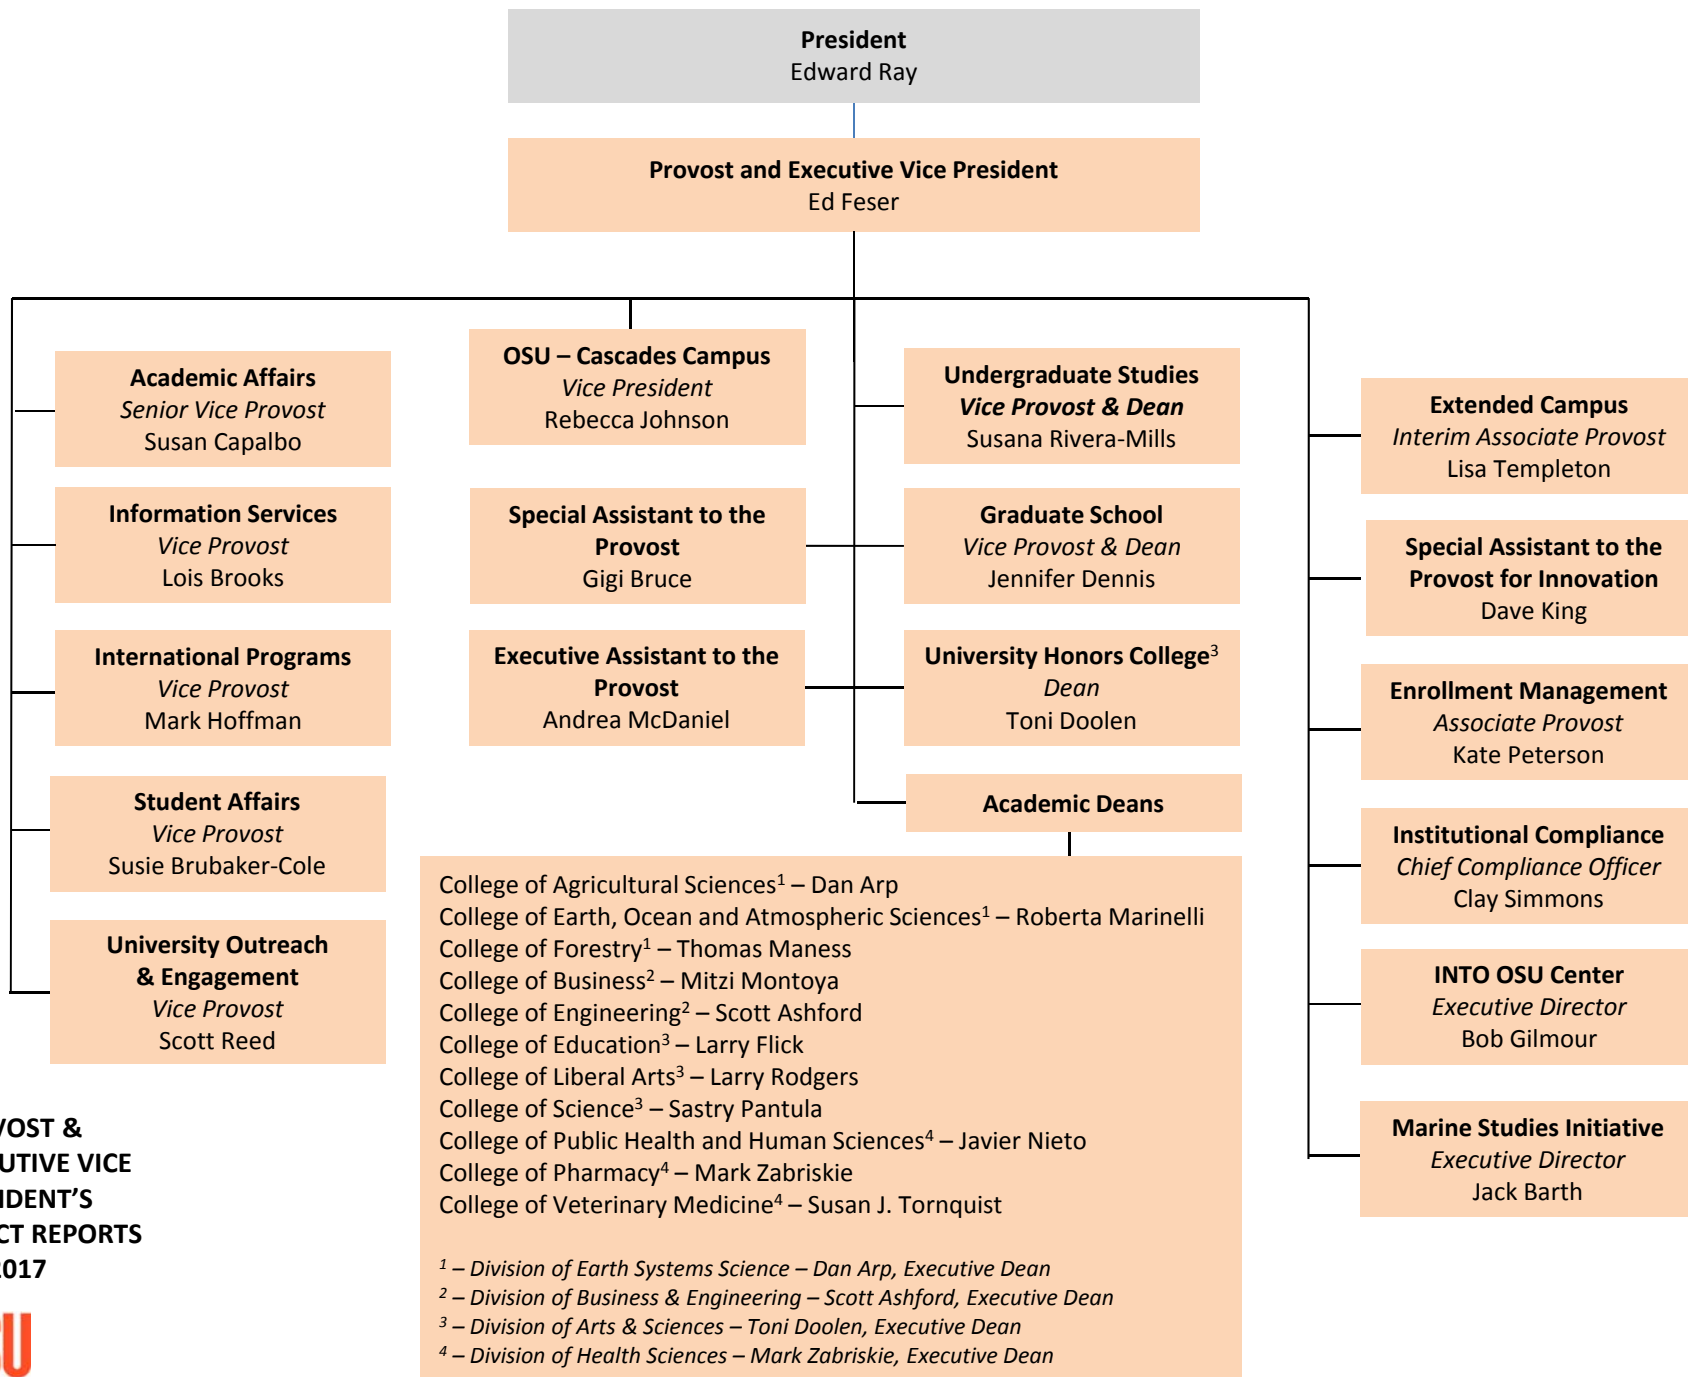 President
Edward Ray
Provost and Executive Vice President
Ed Feser
Academic Affairs
Senior Vice Provost
Susan Capalbo
Information Services
Vice Provost
Lois Brooks
International Programs
Vice Provost
Mark Hoffman
Student Affairs
Vice Provost
Susie Brubaker-Cole
University Outreach
& Engagement
Vice Provost
Scott Reed
OSU – Cascades Campus
Vice President
Rebecca Johnson
Special Assistant to the
Provost
Gigi Bruce
Executive Assistant to the
Provost
Andrea McDaniel
Undergraduate Studies
Vice Provost & Dean
Susana Rivera-Mills
Graduate School
Vice Provost & Dean
Jennifer Dennis
University Honors College³
Dean
Toni Doolen
Academic Deans
College of Agricultural Sciences¹ – Dan Arp
College of Earth, Ocean and Atmospheric Sciences¹ – Roberta Marinelli
College of Forestry¹ – Thomas Maness
College of Business² – Mitzi Montoya
College of Engineering² – Scott Ashford
College of Education³ – Larry Flick
College of Liberal Arts³ – Larry Rodgers
College of Science³ – Sastry Pantula
College of Public Health and Human Sciences⁴ – Javier Nieto
College of Pharmacy⁴ – Mark Zabriskie
College of Veterinary Medicine⁴ – Susan J. Tornquist
¹ – Division of Earth Systems Science – Dan Arp, Executive Dean
² – Division of Business & Engineering – Scott Ashford, Executive Dean
³ – Division of Arts & Sciences – Toni Doolen, Executive Dean
⁴ – Division of Health Sciences – Mark Zabriskie, Executive Dean
Extended Campus
Interim Associate Provost
Lisa Templeton
Special Assistant to the
Provost for Innovation
Dave King
Enrollment Management
Associate Provost
Kate Peterson
Institutional Compliance
Chief Compliance Officer
Clay Simmons
INTO OSU Center
Executive Director
Bob Gilmour
Marine Studies Initiative
Executive Director
Jack Barth
VOST &
UTIVE VICE
IDENT’S
CT REPORTS
2017